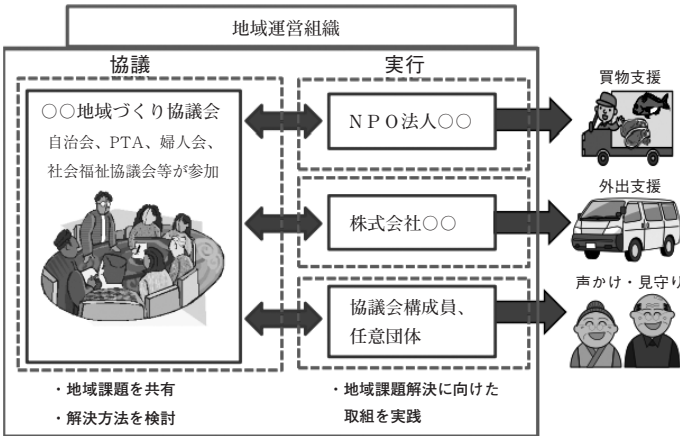 地域運営組織
協議
○○地域づくり協議会
自治会、PTA、婦人会、
社会福祉協議会等が参加
・地域課題を共有
・解決方法を検討
実行
ＮＰＯ法人○○
株式会社○○
協議会構成員、
任意団体
・地域課題解決に向けた
取組を実践
買物支援
外出支援
声かけ・見守り